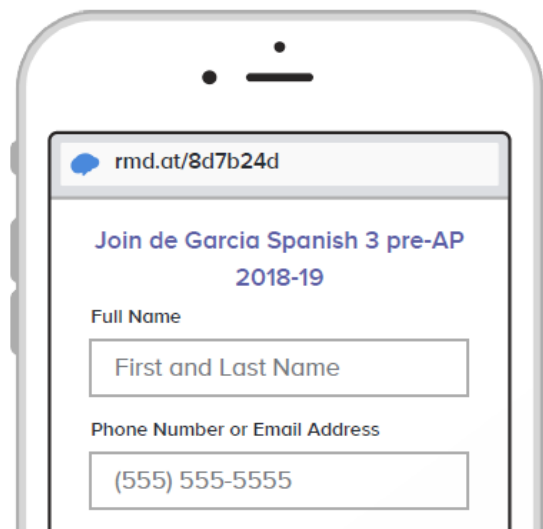 rmd.at/8d7b24d
Join de Garcia Spanish 3 pre-AP
2018-19
Full Name
First and Last Name
Phone Number or Email Address
(555) 555-5555